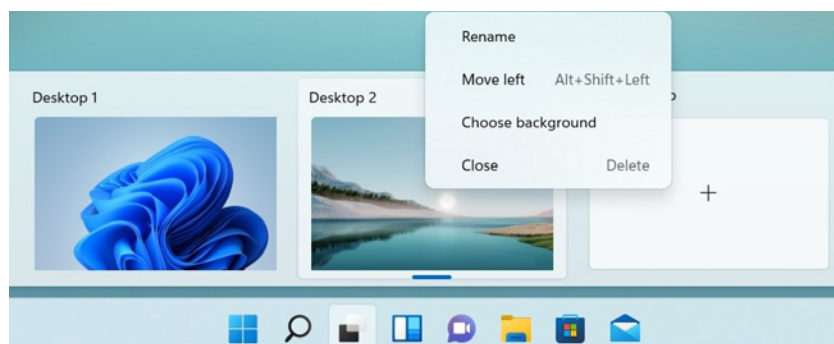 Rename
Move left Alt+Shift+Left
Desktop 1
Desktop 2
Choose background
Close Delete